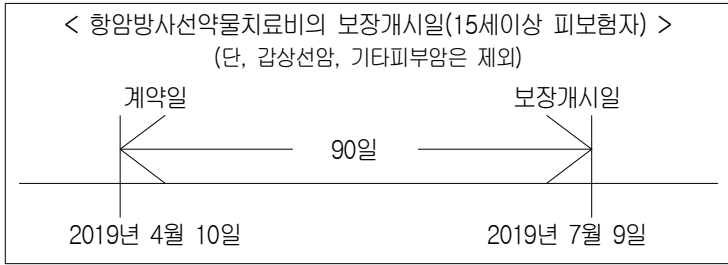 < 항암방사선약물치료비의 보장개시일(15세이상 피보험자) >
(단, 갑상선암, 기타피부암은 제외)
계약일 보장개시일
90일
2019년 4월 10일 2019년 7월 9일